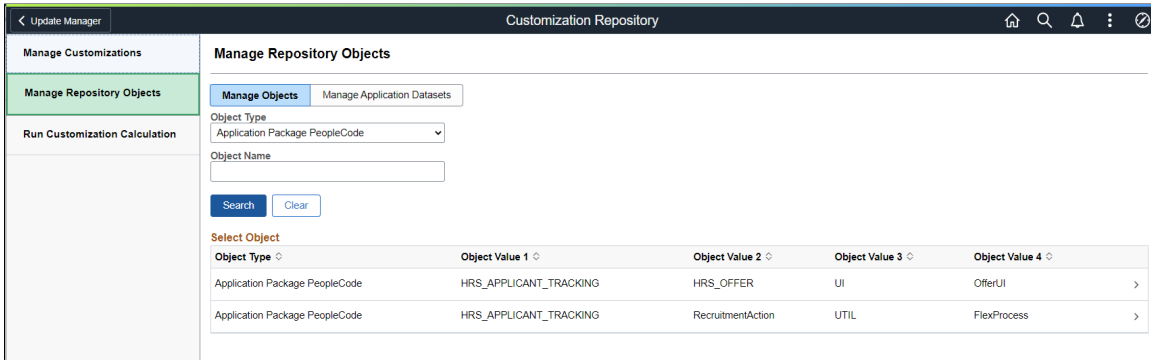 Update Manager
Customization Repository
Manage Customizations
Manage Repository Objects
Run Customization Calculation
Manage Repository Objects
Manage Objects Manage Application Datasets
Object Type
Application Package PeopleCode
Object Name
Search Clear
Select Object
Object Type Object Value 1 Object Value 2 Object Value 3 Object Value 4
Application Package PeopleCode HRS_APPLICANT_TRACKING HRS_OFFER UI OfferUI
Application Package PeopleCode HRS_APPLICANT_TRACKING RecruitmentAction UTIL FlexProcess